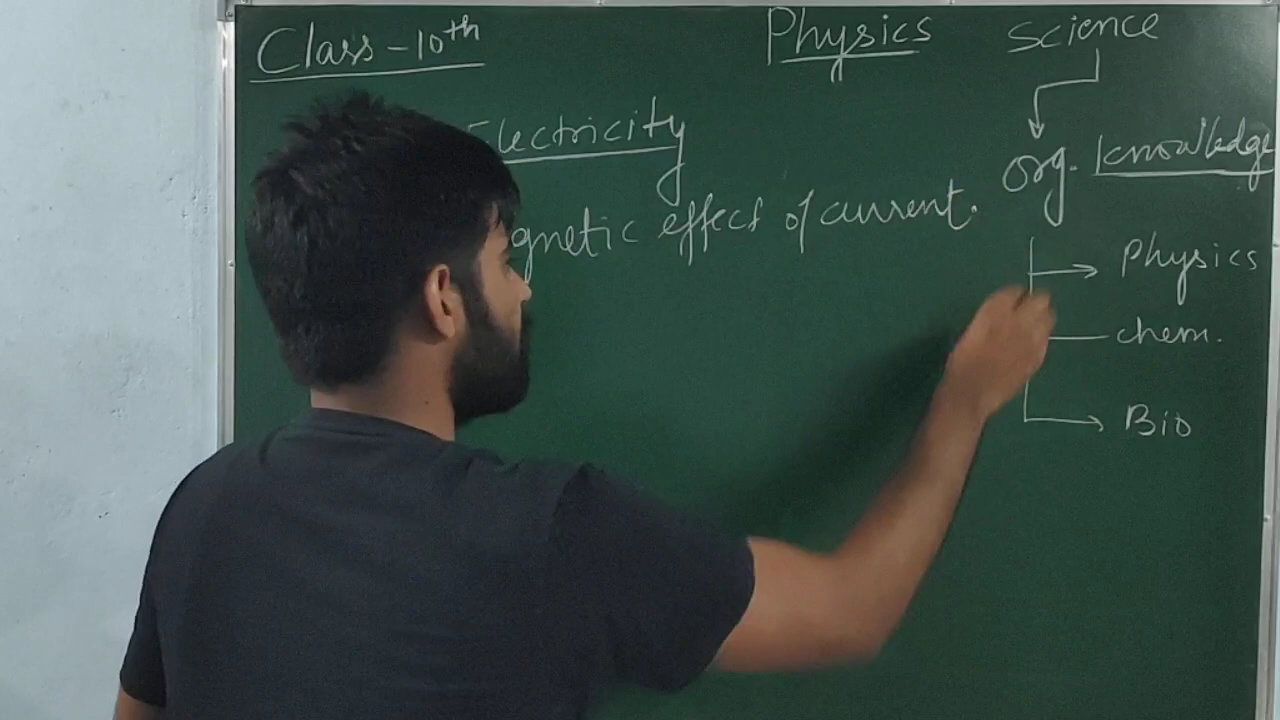 Class - 10th
Physics
Science
Electricity
org. knowledge
gnetic effect of current.
Physics
chem.
Bio